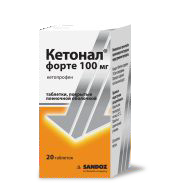 Кетонал®
форте 100 мг
кетопрофен
таблетки, покрытые
пленочной оболочкой
20 таблеток
SANDOZ